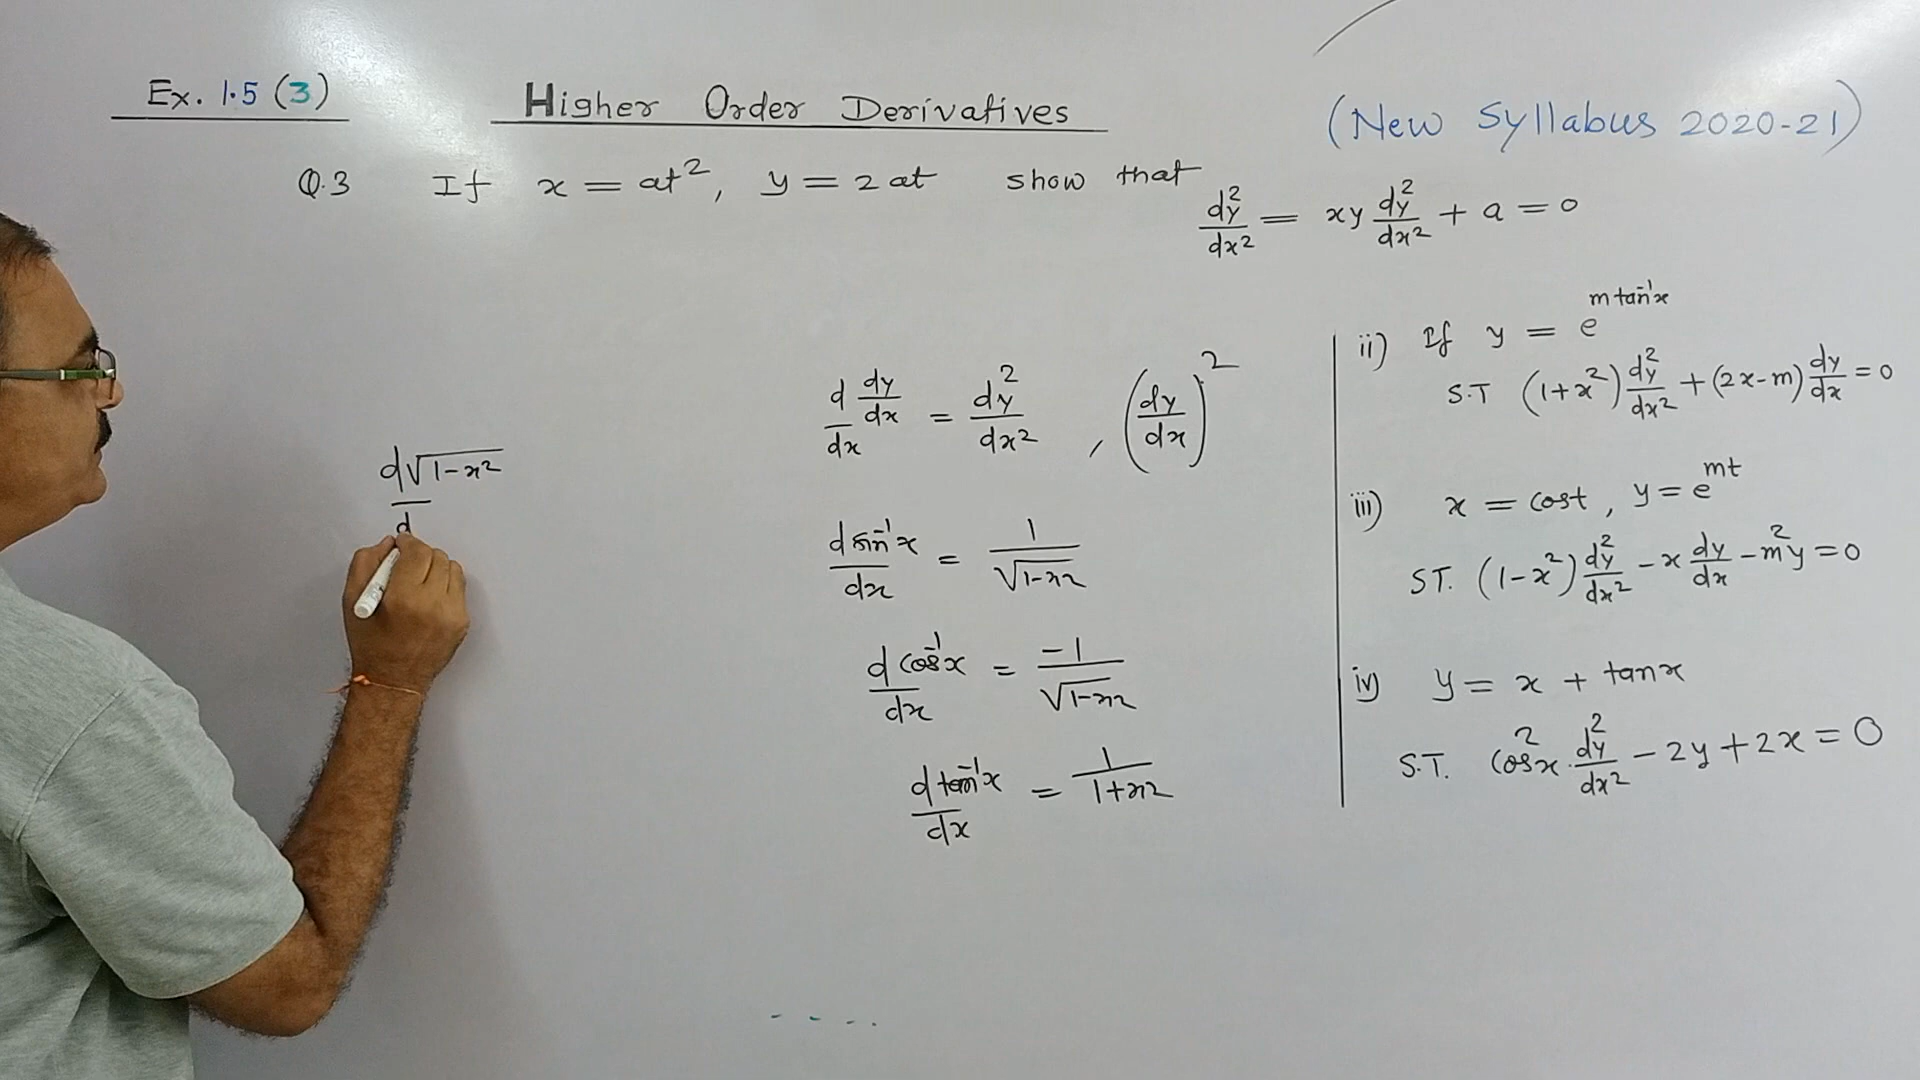 Ex. 1.5 (3)
Higher Order Derivatives
(New Syllabus 2020-21)
Q.3 If x = at², y = 2at show that d²y/dx² = xy d²y/dx² + a = 0
d/dx dy/dx = d²y/dx² , (dy/dx)²
d sin⁻¹x/dx = 1/√1-x²
d cos⁻¹x/dx = -1/√1-x²
d tan⁻¹x/dx = 1/1+x²
d√1-x²/d
ii) If y = e^m tan⁻¹x
S.T (1+x²) d²y/dx² + (2x-m) dy/dx = 0
iii) x = cost , y = e^mt
S.T. (1-x²) d²y/dx² - x dy/dx - m²y = 0
iv) y = x + tanx
S.T. cos²x. d²y/dx² - 2y + 2x = 0